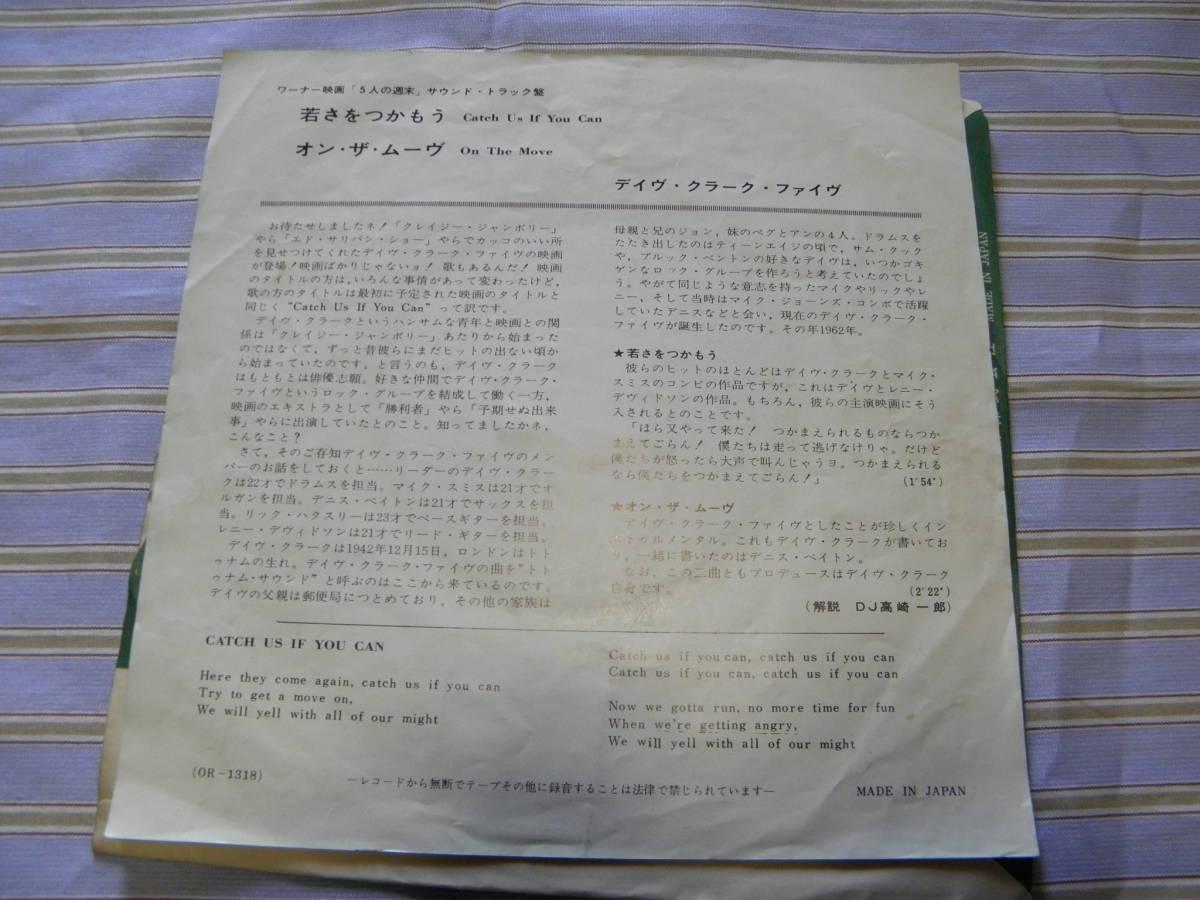 ワーナー映画「5人の週末」サウンド・トラック盤
若さをつかもう Catch Us If You Can
オン・ザ・ムーヴ On The Move
デイヴ・クラーク・ファイヴ
お待たせしましたネ!「クレイジー・ジャンボリー」
やら「エド・サリバン・ショー」やらでカッコのいい所
を見せつけてくれたデイヴ・クラーク・ファイヴの映画
が登場!映画ばかりじゃないョ!歌もあるんだ!映画
のタイトルの方は,いろんな事情があって変わったけど,
歌の方のタイトルは最初に予定された映画のタイトルと
同じく“Catch Us If You Can”って訳です。
デイヴ・クラークというハンサムな青年と映画との関
係は「クレイジー・ジャンボリー」あたりから始まった
のではなくて,ずっと昔彼らにまだヒットの出ない頃か
ら始まっていたのです。と言うのも,デイヴ・クラーク
はもともとは俳優志願。好きな仲間でデイヴ・クラーク・
ファイヴというロック・グループを結成して働く一方,
映画のエキストラとして「勝利者」やら「予期せぬ出来
事」やらに出演していたとのこと。知ってましたかネ,
こんなこと?
さて,そのご存知デイヴ・クラーク・ファイヴのメン
バーのお話をしておくと……リーダーのデイヴ・クラー
クは22才でドラムスを担当。マイク・スミスは21才でオ
ルガンを担当。デニス・ペイトンは21才でサックスを担
当。リック・ハクスリーは23才でベースギターを担当。
レニー・デヴィドソンは21才でリード・ギターを担当。
デイヴ・クラークは1942年12月15日,ロンドンはトト
ゥナムの生れ。デイヴ・クラーク・ファイヴの曲を“トト
ゥナム・サウンド”と呼ぶのはここから来ているのです。
デイヴの父親は郵便局につとめており,その他の家族は
母親と兄のジョン,妹のペグとアンの4人。ドラムスを
たたき出したのはティーンエイジの頃で,サム・クック
や,ブルック・ベントンの好きなデイヴは,いつかゴキ
ゲンなロック・グループを作ろうと考えていたのでしょ
う。やがて同じような意志を持ったマイクやリックやレ
ニー,そして当時はマイク・ジョーンズ・コンボで活躍
していたデニスなどと会い,現在のデイヴ・クラーク・
ファイヴが誕生したのです。その年1962年。
★若さをつかもう
彼らのヒットのほとんどはデイヴ・クラークとマイク・
スミスのコンビの作品ですが,これはデイヴとレニー・
デヴィドソンの作品。もちろん,彼らの主演映画にそう
入されるとのことです。
「ほら又やって来た! つかまえられるものならつか
まえてごらん! 僕たちは走って逃げなけりゃ。だけど
僕たちが怒ったら大声で叫んじゃうヨ。つかまえられる
なら僕たちをつかまえてごらん!」 (1'54")
★オン・ザ・ムーヴ
デイヴ・クラーク・ファイヴとしたことが珍しくイン
ストゥルメンタル。これもデイヴ・クラークが書いてお
り,一緒に書いたのはデニス・ペイトン。
なお,この二曲ともプロデュースはデイヴ・クラーク
自身です。 (2'22")
(解説 DJ高崎一郎)
CATCH US IF YOU CAN
Here they come again, catch us if you can
Try to get a move on,
We will yell with all of our might
Catch us if you can, catch us if you can
Catch us if you can, catch us if you can
Now we gotta run, no more time for fun
When we're getting angry,
We will yell with all of our might
(OR-1318)
―レコードから無断でテープその他に録音することは法律で禁じられています―
MADE IN JAPAN
MADE IN JAPAN